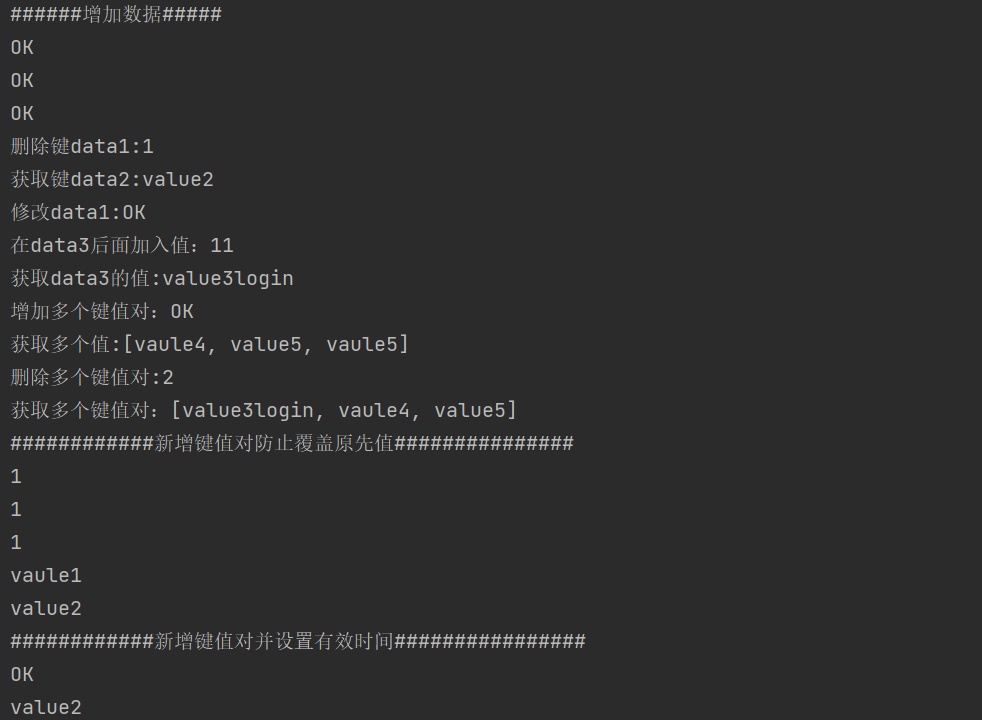 ######增加数据#####
OK
OK
OK
删除键data1:1
获取键data2:value2
修改data1:OK
在data3后面加入值：11
获取data3的值:value3login
增加多个键值对：OK
获取多个值:[vaule4, value5, vaule5]
删除多个键值对:2
获取多个键值对：[value3login, vaule4, value5]
############新增键值对防止覆盖原先值###############
1
1
1
vaule1
value2
############新增键值对并设置有效时间################
OK
value2